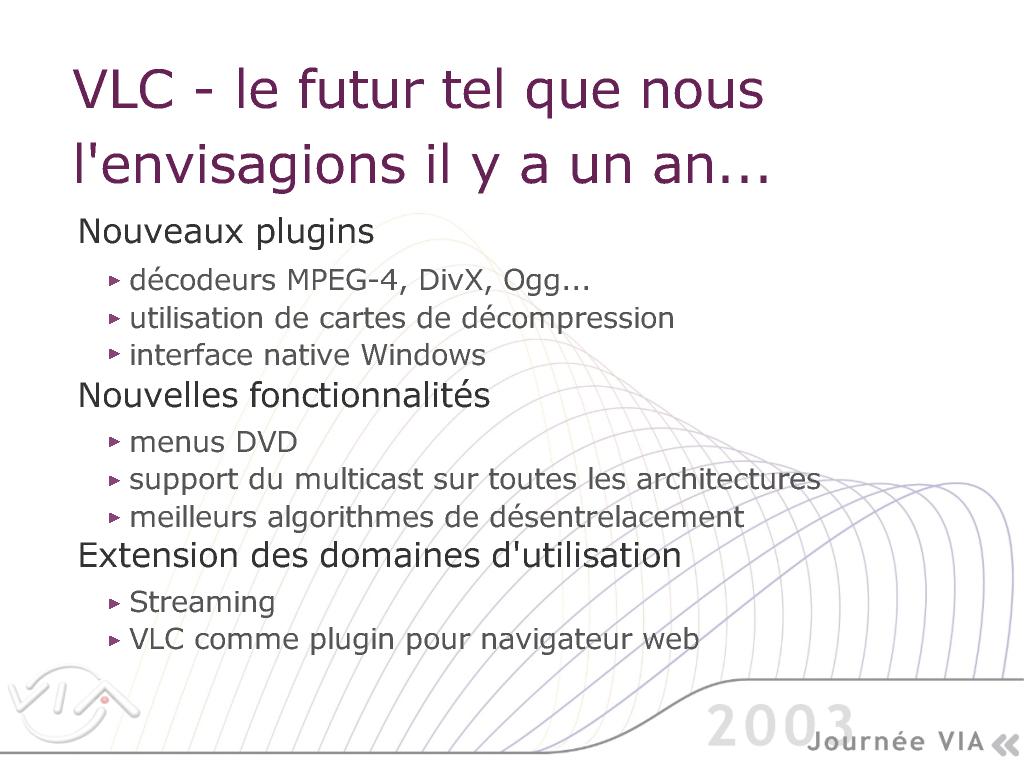 VLC - le futur tel que nous
l'envisagions il y a un an...
Nouveaux plugins
décodeurs MPEG-4, DivX, Ogg...
utilisation de cartes de décompression
interface native Windows
Nouvelles fonctionnalités
menus DVD
support du multicast sur toutes les architectures
meilleurs algorithmes de désentrelacement
Extension des domaines d'utilisation
Streaming
VLC comme plugin pour navigateur web
VIA
2003
Journée VIA